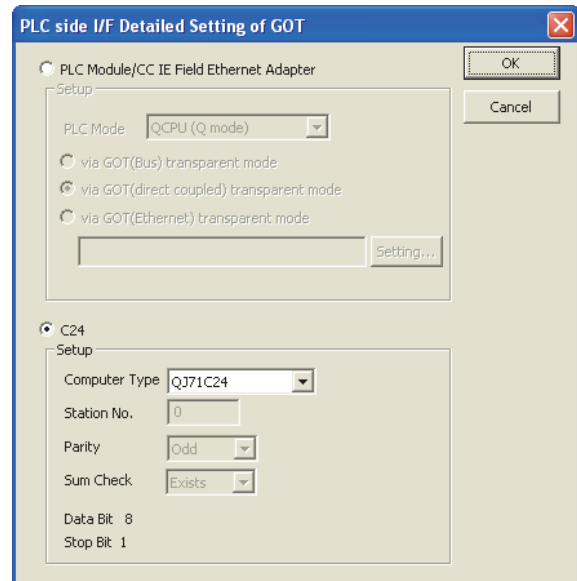 PLC side I/F Detailed Setting of GOT
PLC Module/CC IE Field Ethernet Adapter
OK
Cancel
Setup
PLC Mode QCPU (Q mode)
via GOT(Bus) transparent mode
via GOT(direct coupled) transparent mode
via GOT(Ethernet) transparent mode
Setting...
C24
Setup
Computer Type QJ71C24
Station No. 0
Parity Odd
Sum Check Exists
Data Bit 8
Stop Bit 1